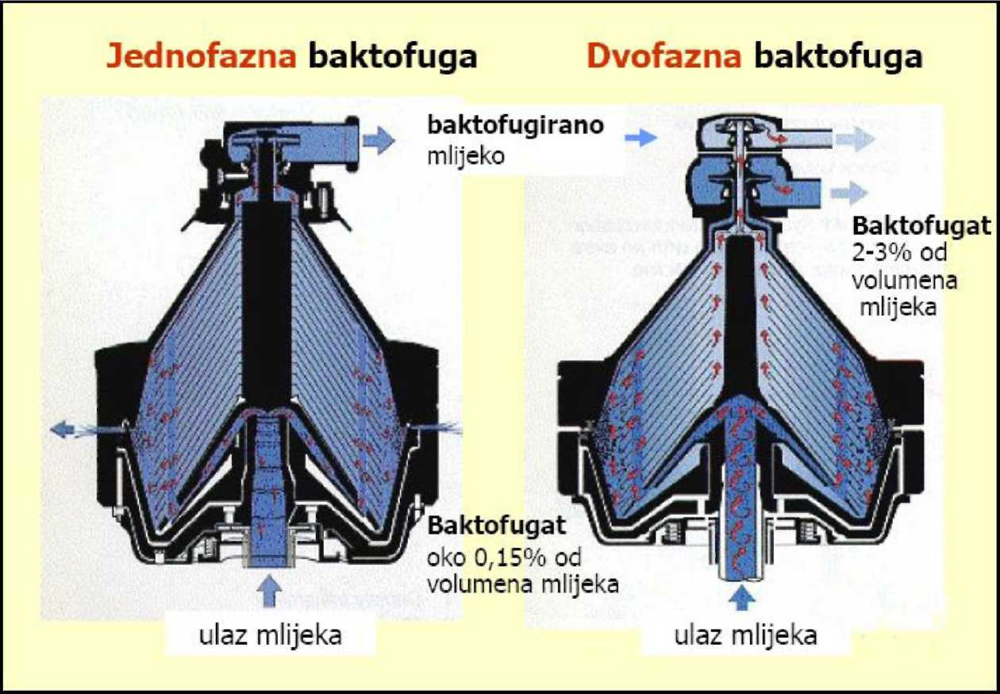 Jednofazna baktofuga
Dvofazna baktofuga
baktofugirano
mlijeko
Baktofugat
2-3% od
volumena
mlijeka
Baktofugat
oko 0,15% od
volumena mlijeka
ulaz mlijeka
ulaz mlijeka